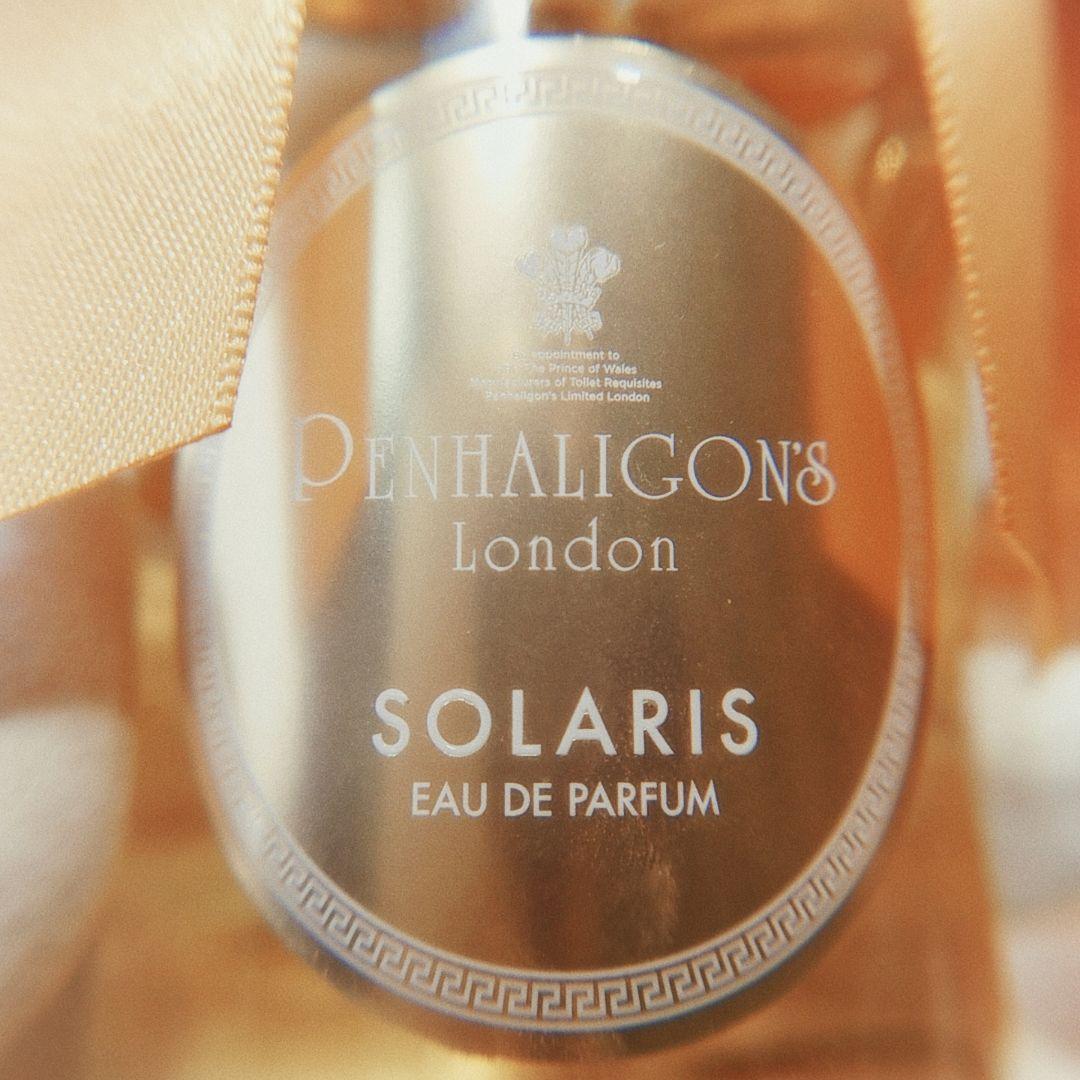 By appointment to
The Prince of Wales
Manufacturers of Toilet Requisites
Penhaligon's Limited London
PENHALIGON'S
London
SOLARIS
EAU DE PARFUM